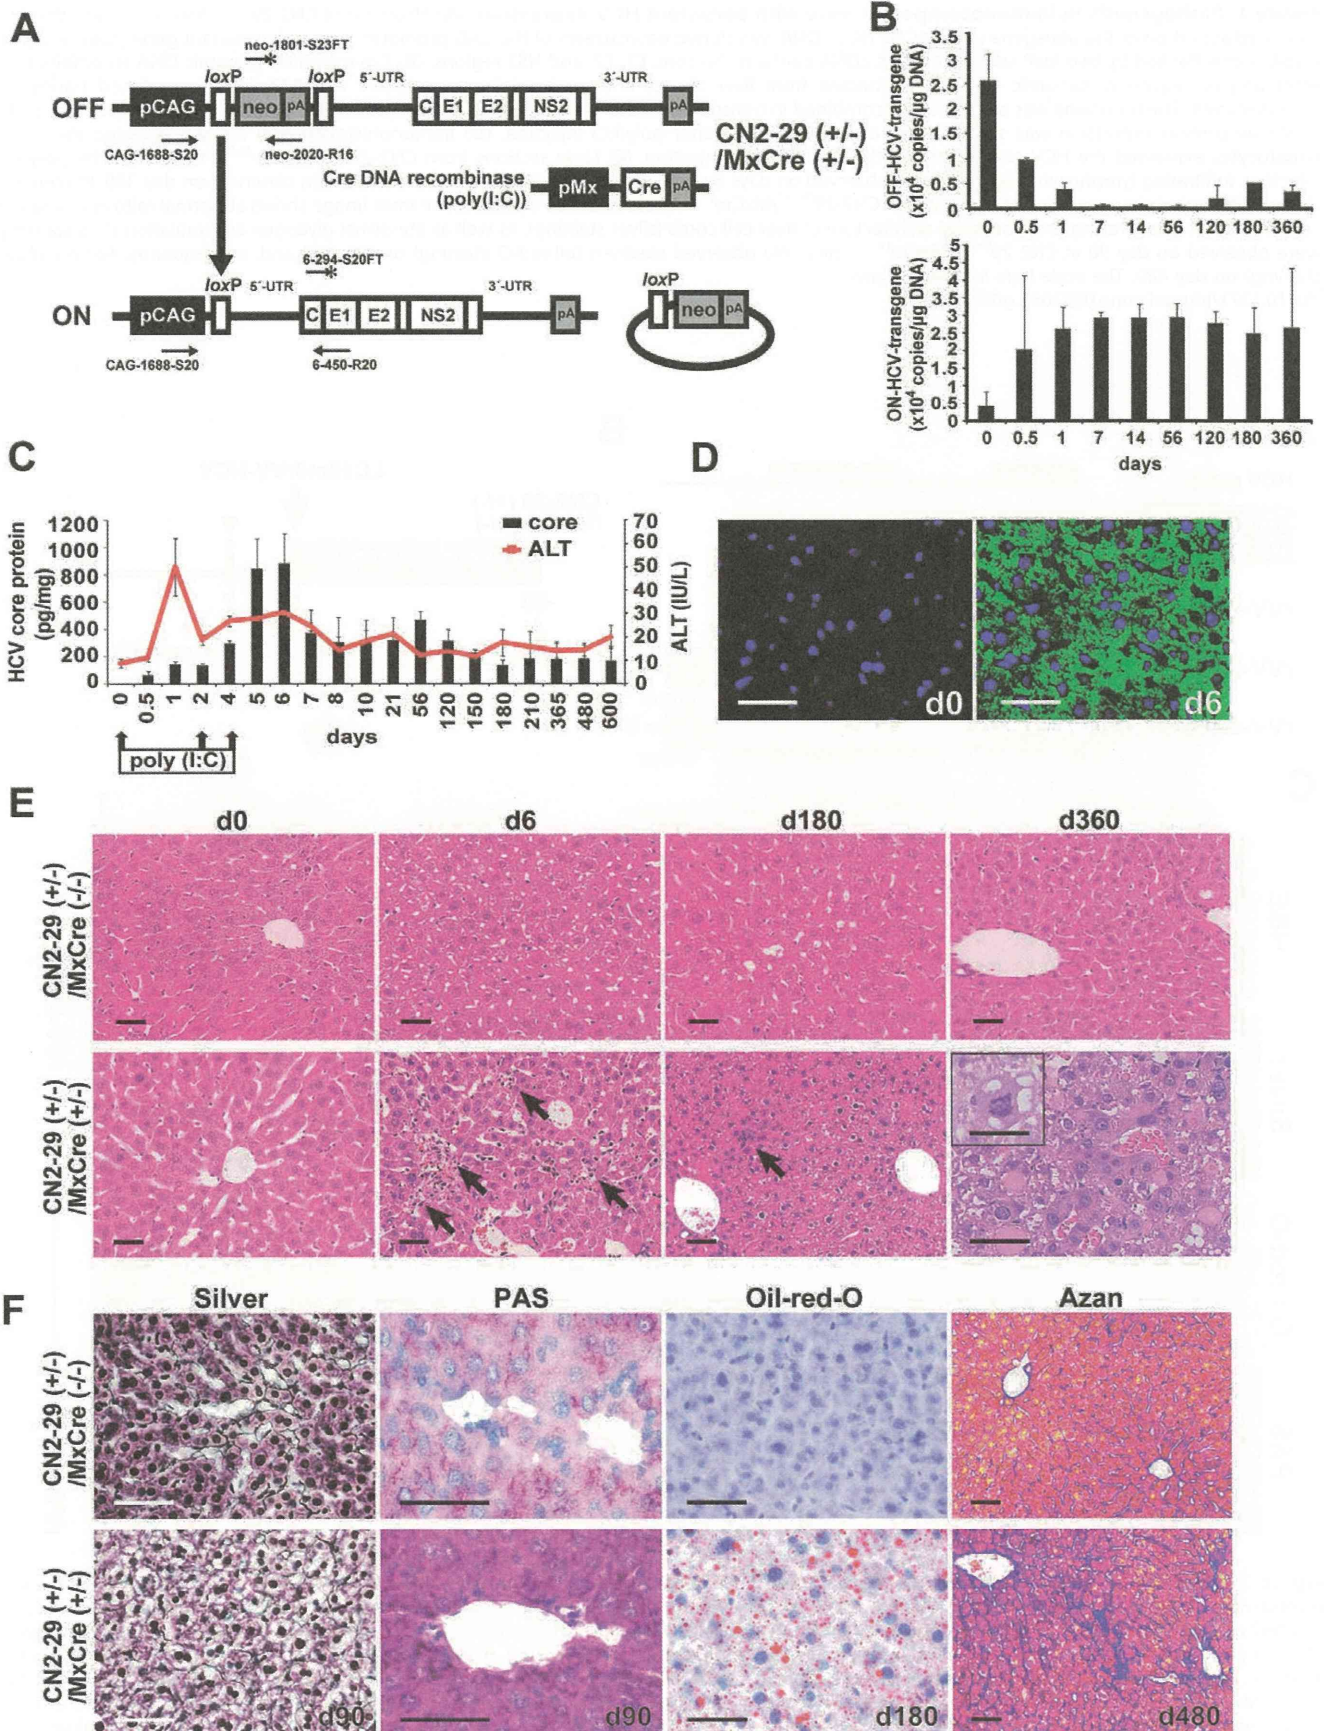 A
neo-1801-S23FT
loxP
loxP
5´-UTR
3´-UTR
OFF
pCAG
neo
pA
C
E1
E2
NS2
pA
CAG-1688-S20
neo-2020-R16
CN2-29 (+/-)
/MxCre (+/-)
Cre DNA recombinase
(poly(I:C))
pMx
Cre
pA
6-294-S20FT
loxP
5´-UTR
3´-UTR
loxP
ON
pCAG
C
E1
E2
NS2
pA
neo
pA
CAG-1688-S20
6-450-R20
B
OFF-HCV-transgene
(x10⁴ copies/µg DNA)
3.5
3
2.5
2
1.5
1
0.5
0
0 0.5 1 7 14 56 120 180 360
ON-HCV-transgene
(x10⁴ copies/µg DNA)
4.5
4
3.5
3
2.5
2
1.5
1
0.5
0
0 0.5 1 7 14 56 120 180 360
days
C
HCV core protein
(pg/mg)
1200
1000
800
600
400
200
0
core
ALT
70
60
50
40
30
20
10
0
ALT (IU/L)
0 0.5 1 2 4 5 6 7 8 10 21 56 120 150 180 210 365 480 600
days
poly (I:C)
D
d0
d6
E
d0 d6 d180 d360
CN2-29 (+/-)
/MxCre (-/-)
CN2-29 (+/-)
/MxCre (+/-)
F
Silver PAS Oil-red-O Azan
CN2-29 (+/-)
/MxCre (-/-)
CN2-29 (+/-)
/MxCre (+/-)
d90
d90
d180
d480